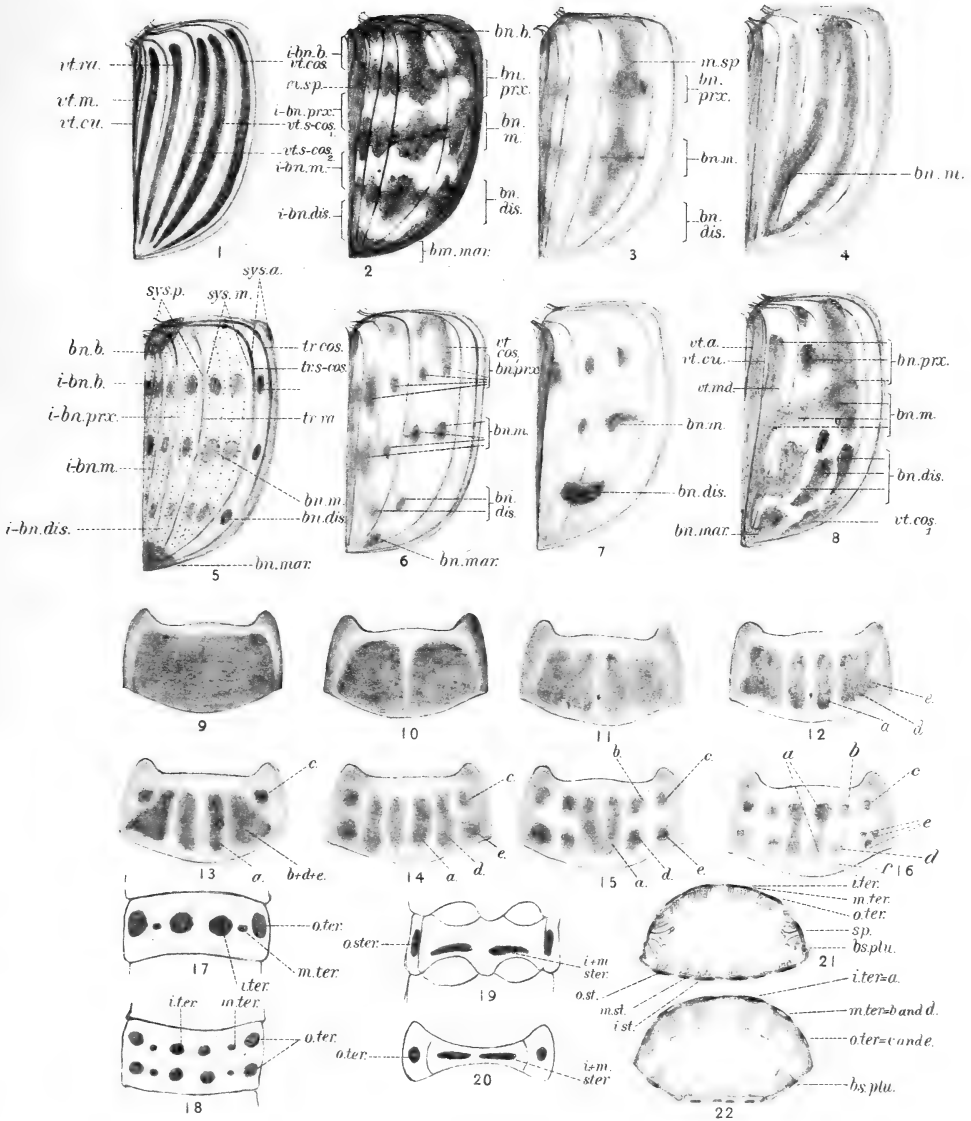 vt.ra.
vt.m.
vt.cu.
1
i-bn.b.
vt.cos.
m.sp.
i-bn.prx.
vt.s-cos.
1
vt.s-cos.
2
i-bn.m.
i-bn.dis.
bn.b.
bn.
prx.
bn.
m.
bn.
dis.
bm.mar.
2
m.sp
bn.
prx.
bn.m.
bn.
dis.
3
bn.m.
4
sys.p.
sys.m.
sys.a.
bn.b.
i-bn.b.
i-bn.prx.
i-bn.m.
i-bn.dis.
tr.cos.
tr.s-cos.
tr.ra
bn.m.
bn.dis
bn.mar.
5
vt
cos,
bn.prx
bn.m.
bn.
dis.
bn.mar.
6
bn.m.
bn.dis.
7
vt.a.
vt.cu.
vt.md
bn.mar.
bn.prx.
bn.m.
bn.dis.
vt.cos.
1
8
9
10
11
12
e.
a
d
13
c.
a.
b+d+e.
14
c.
e.
d.
a.
15
b.
c.
a.
d.
e.
a
b
c
e
d
f
16
17
o.ter.
m.ter.
i.ter.
18
i.ter.
m.ter.
o.ter.
19
o.ster.
i+m
ster.
20
o.ter.
i+m.
ster
i.ter.
m.ter.
o.ter.
sp.
bs.plu.
21
o.st.
m.st.
i.st.
i.ter=a.
m.ter=b and d.
o.ter=c and e.
bs.plu.
22